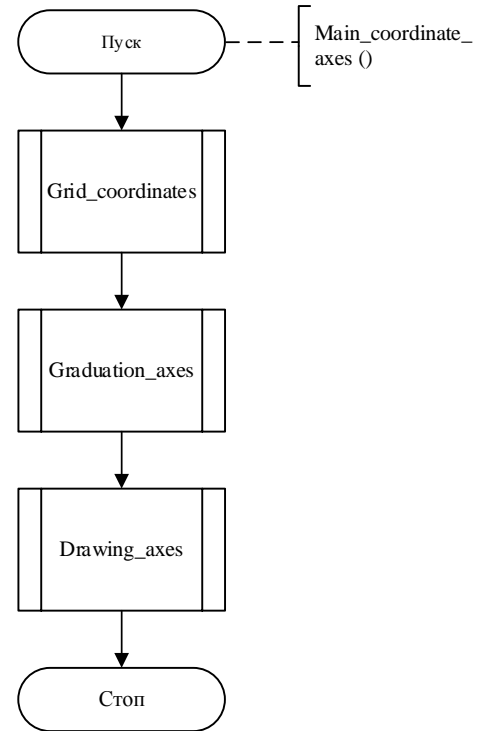 Пуск
Main_coordinate_
axes ()
Grid_coordinates
Graduation_axes
Drawing_axes
Стоп